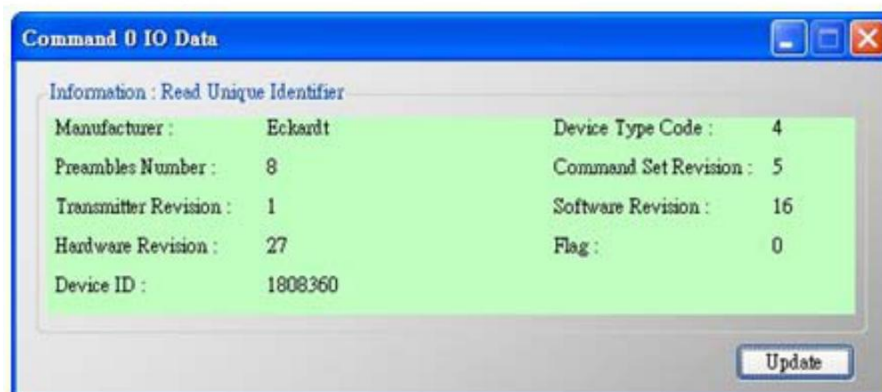 Command 0 IO Data
Information : Read Unique Identifier
Manufacturer : Eckardt Device Type Code : 4
Preambles Number : 8 Command Set Revision : 5
Transmitter Revision : 1 Software Revision : 16
Hardware Revision : 27 Flag : 0
Device ID : 1808360
Update